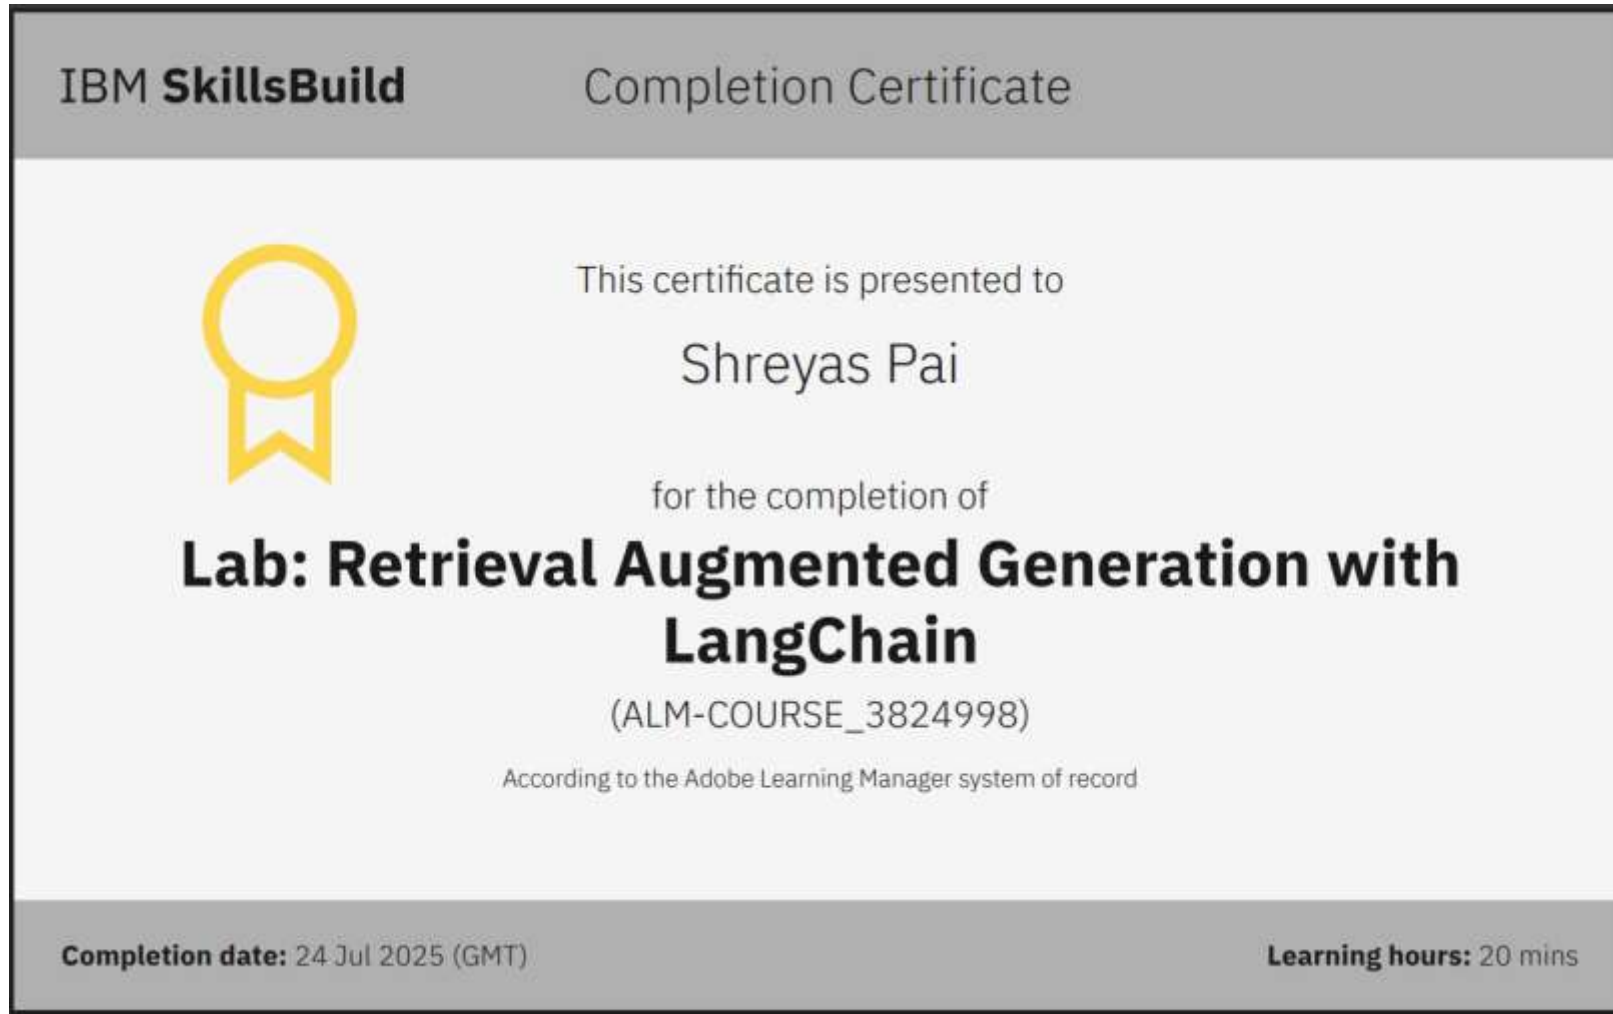 IBM SkillsBuild
Completion Certificate
This certificate is presented to
Shreyas Pai
for the completion of
Lab: Retrieval Augmented Generation with
LangChain
(ALM-COURSE_3824998)
According to the Adobe Learning Manager system of record
Completion date: 24 Jul 2025 (GMT)
Learning hours: 20 mins